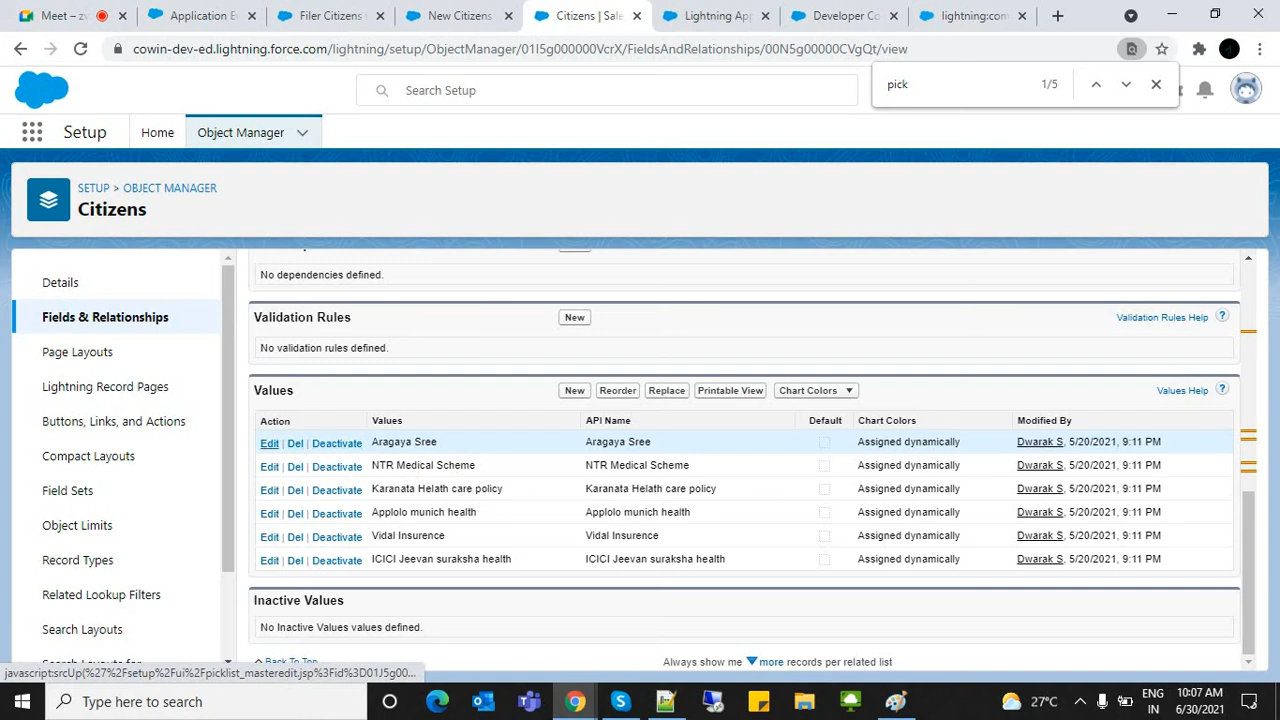 Meet – zv
Application E
Filer Citizens
New Citizens
Citizens | Sale
Lightning Ap
Developer Co
lightning:com
cowin-dev-ed.lightning.force.com/lightning/setup/ObjectManager/01I5g000000VcrX/FieldsAndRelationships/00N5g00000CVgQt/view
pick
1/5
Search Setup
Setup
Home
Object Manager
SETUP > OBJECT MANAGER
Citizens
Details
Fields & Relationships
Page Layouts
Lightning Record Pages
Buttons, Links, and Actions
Compact Layouts
Field Sets
Object Limits
Record Types
Related Lookup Filters
Search Layouts
Search Layouts for
No dependencies defined.
Validation Rules
New
Validation Rules Help
?
No validation rules defined.
Values
New
Reorder
Replace
Printable View
Chart Colors
Values Help
?
Action Values API Name Default Chart Colors Modified By
Edit | Del | Deactivate Aragaya Sree Aragaya Sree Assigned dynamically Dwarak S, 5/20/2021, 9:11 PM
Edit | Del | Deactivate NTR Medical Scheme NTR Medical Scheme Assigned dynamically Dwarak S, 5/20/2021, 9:11 PM
Edit | Del | Deactivate Karanata Helath care policy Karanata Helath care policy Assigned dynamically Dwarak S, 5/20/2021, 9:11 PM
Edit | Del | Deactivate Applolo munich health Applolo munich health Assigned dynamically Dwarak S, 5/20/2021, 9:11 PM
Edit | Del | Deactivate Vidal Insurence Vidal Insurence Assigned dynamically Dwarak S, 5/20/2021, 9:11 PM
Edit | Del | Deactivate ICICI Jeevan suraksha health ICICI Jeevan suraksha health Assigned dynamically Dwarak S, 5/20/2021, 9:11 PM
Inactive Values
No Inactive Values values defined.
Back To Top
Always show me more records per related list
javascript:srcUp(%27%2Fsetup%2Fui%2Fpicklist_masteredit.jsp%3Fid%3D01J5g00...
Type here to search
27°C
ENG
IN
10:07 AM
6/30/2021